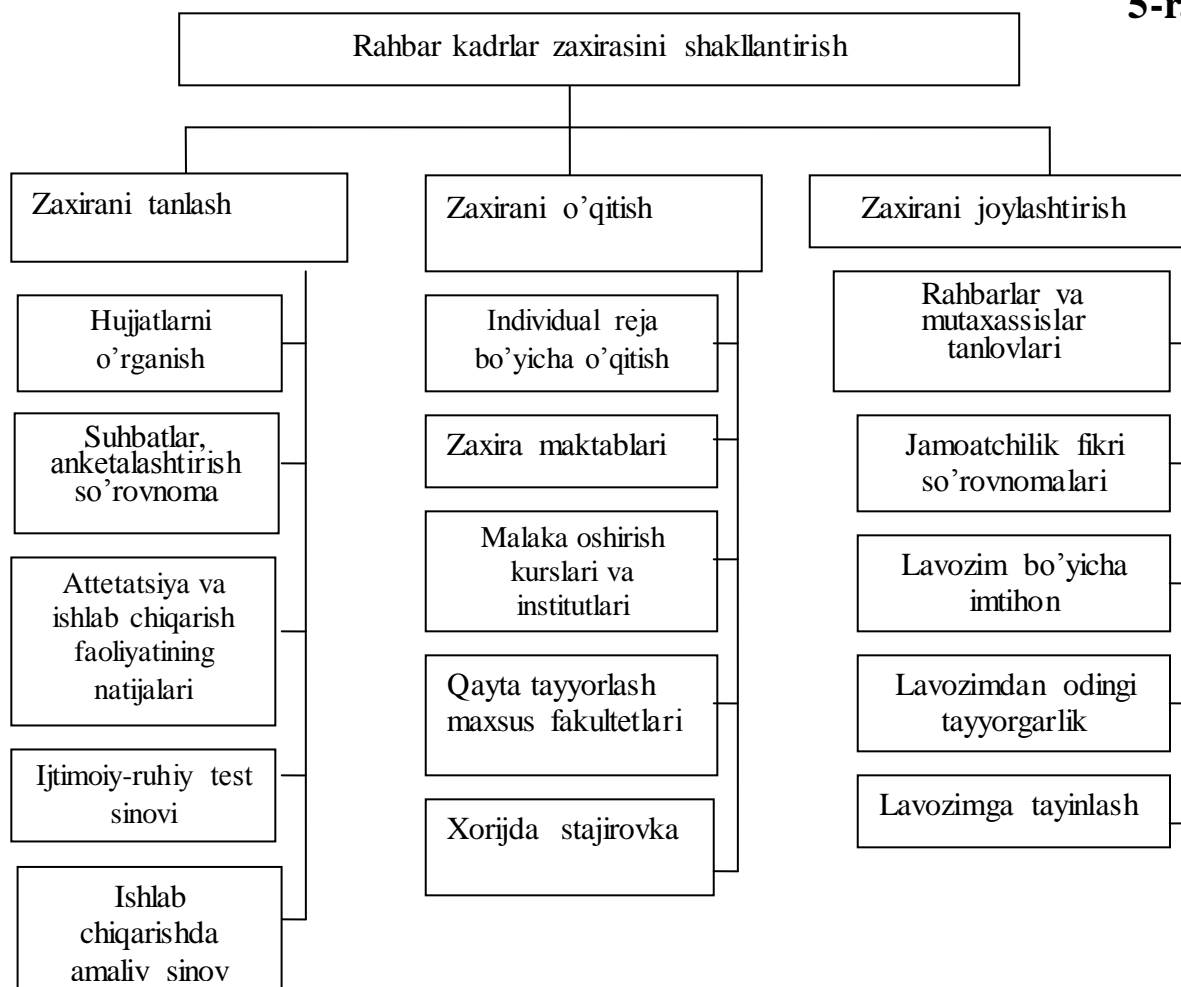 5-r
Rahbar kadrlar zaxirasini shakllantirish
Zaxirani tanlash
Hujjatlarni
o’rganish
Suhbatlar,
anketalashtirish
so’rovnoma
Attetatsiya va
ishlab chiqarish
faoliyatining
natijalari
Ijtimoiy-ruhiy test
sinovi
Ishlab
chiqarishda
amaliy sinov
Zaxirani o’qitish
Individual reja
bo’yicha o’qitish
Zaxira maktablari
Malaka oshirish
kurslari va
institutlari
Qayta tayyorlash
maxsus fakultetlari
Xorijda stajirovka
Zaxirani joylashtirish
Rahbarlar va
mutaxassislar
tanlovlari
Jamoatchilik fikri
so’rovnomalari
Lavozim bo’yicha
imtihon
Lavozimdan odingi
tayyorgarlik
Lavozimga tayinlash